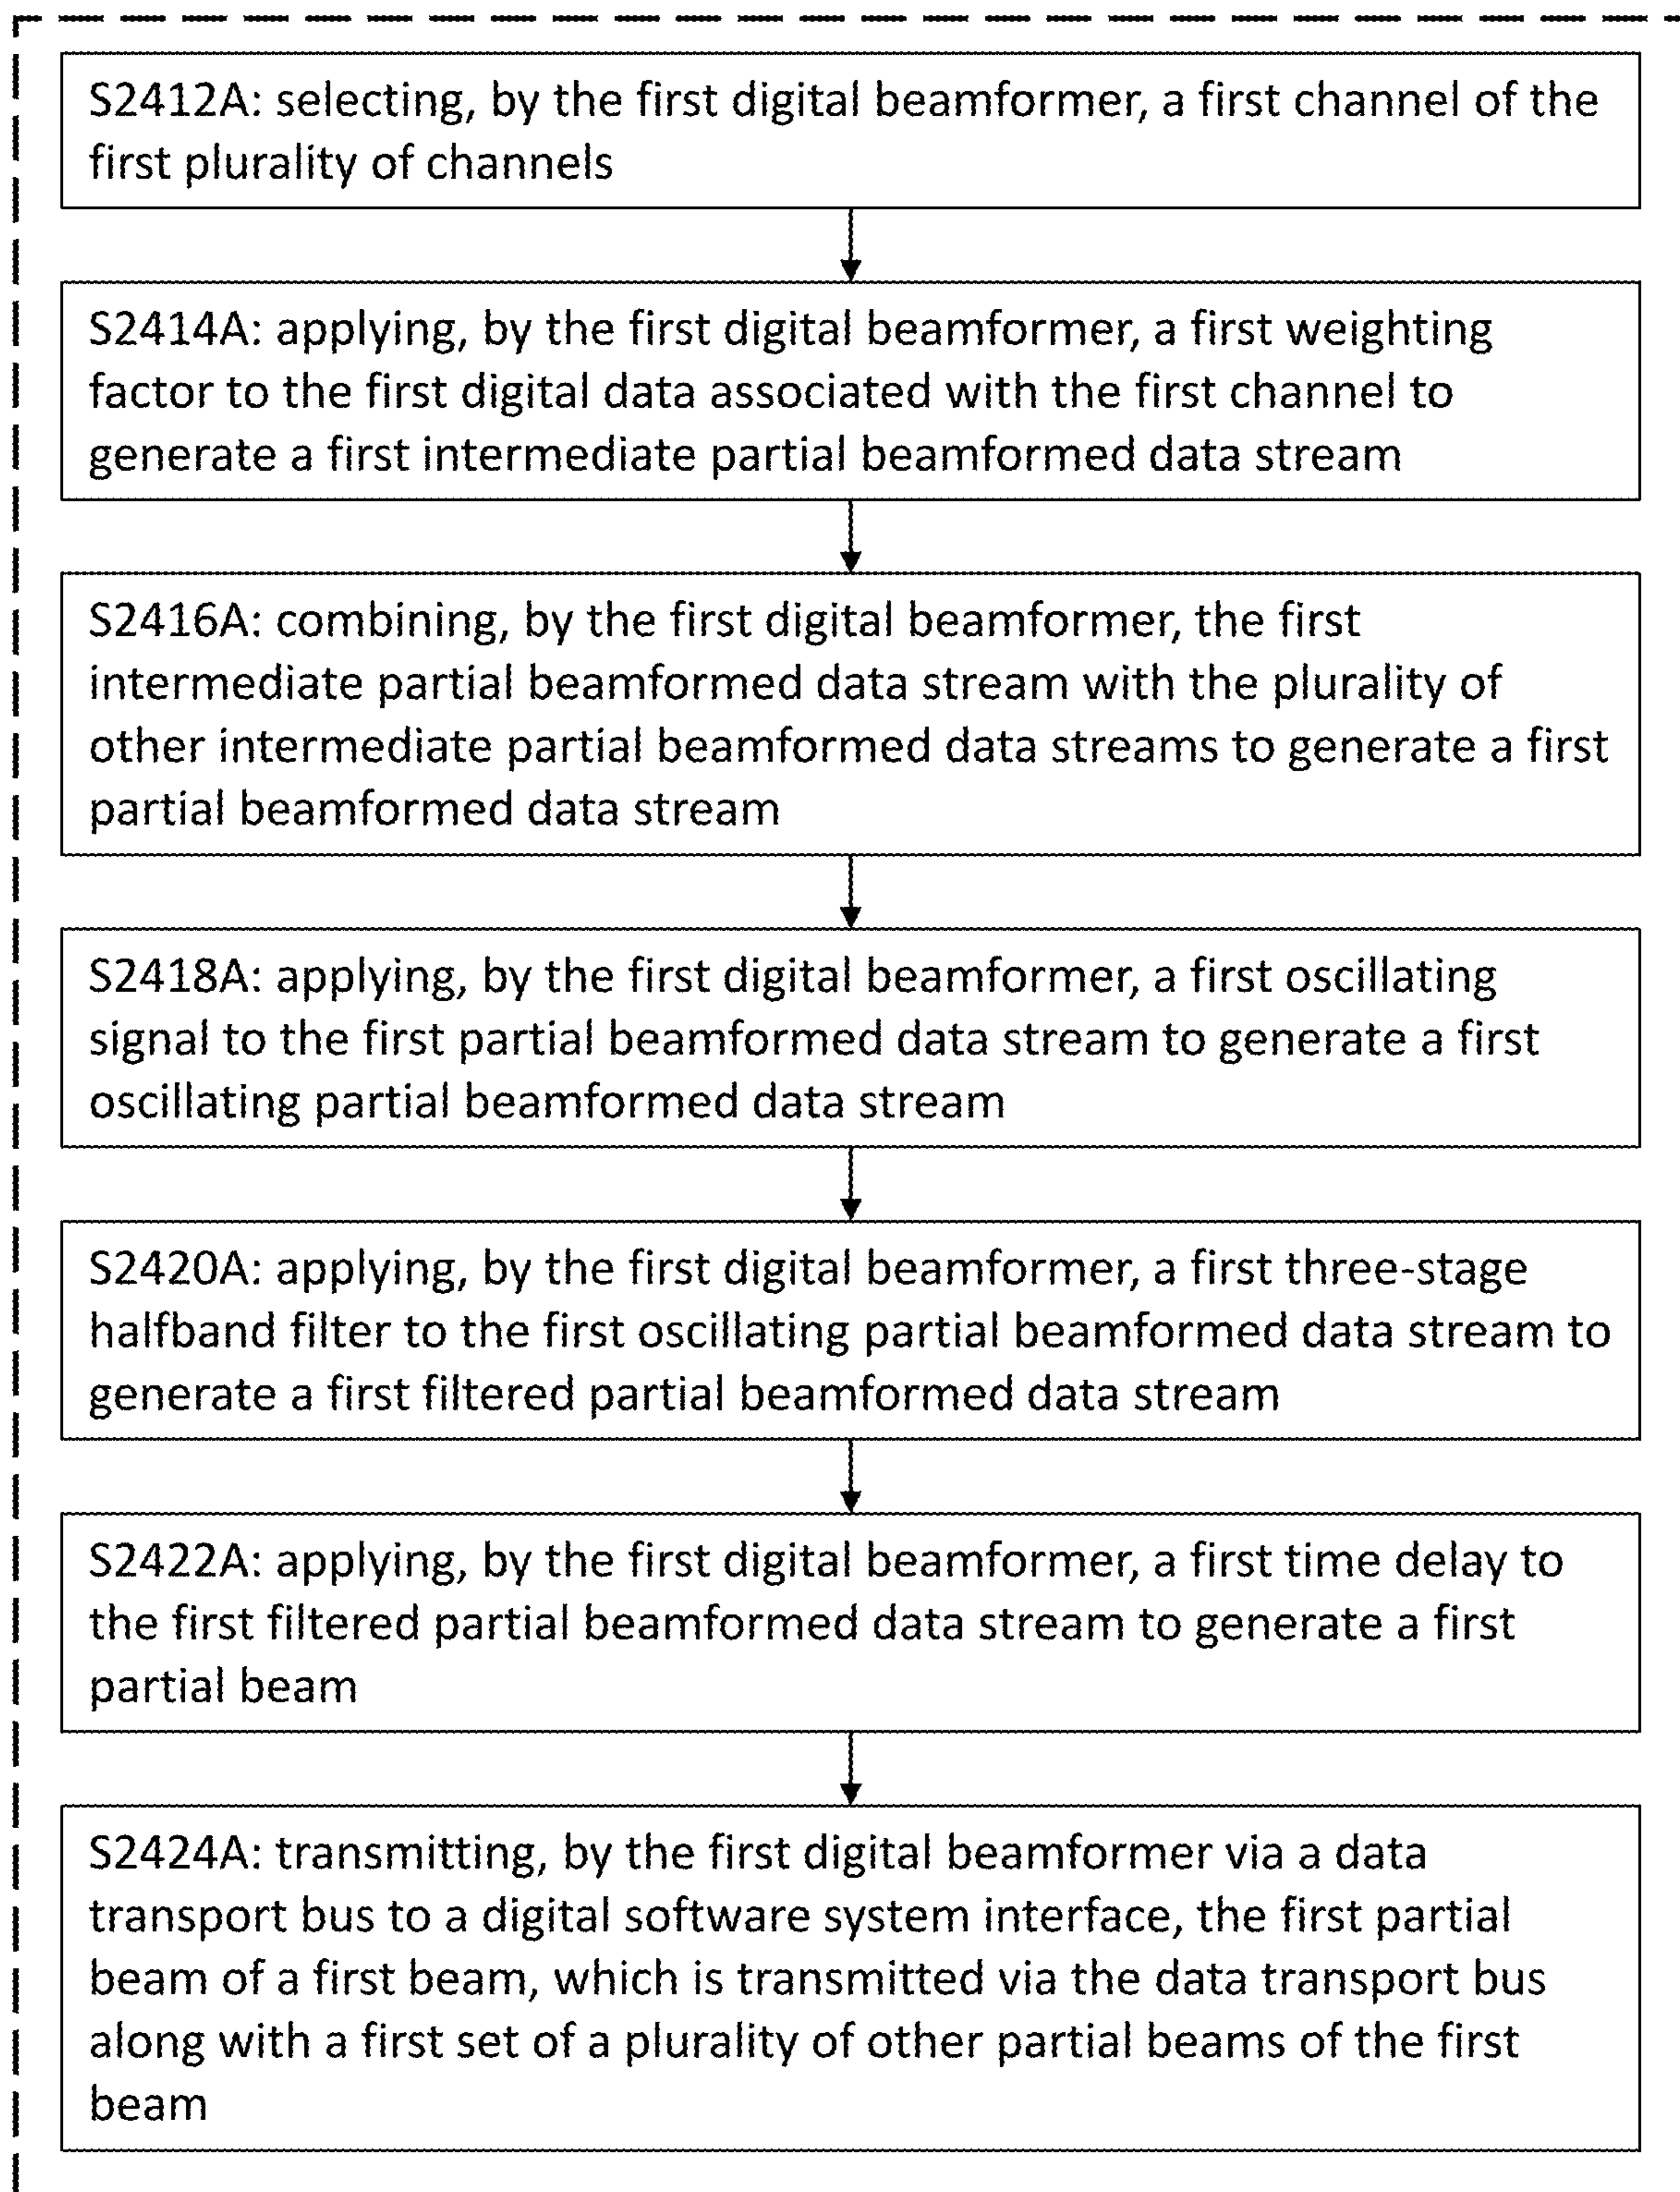 S2412A: selecting, by the first digital beamformer, a first channel of the
first plurality of channels
S2414A: applying, by the first digital beamformer, a first weighting
factor to the first digital data associated with the first channel to
generate a first intermediate partial beamformed data stream
S2416A: combining, by the first digital beamformer, the first
intermediate partial beamformed data stream with the plurality of
other intermediate partial beamformed data streams to generate a first
partial beamformed data stream
S2418A: applying, by the first digital beamformer, a first oscillating
signal to the first partial beamformed data stream to generate a first
oscillating partial beamformed data stream
S2420A: applying, by the first digital beamformer, a first three-stage
halfband filter to the first oscillating partial beamformed data stream to
generate a first filtered partial beamformed data stream
S2422A: applying, by the first digital beamformer, a first time delay to
the first filtered partial beamformed data stream to generate a first
partial beam
S2424A: transmitting, by the first digital beamformer via a data
transport bus to a digital software system interface, the first partial
beam of a first beam, which is transmitted via the data transport bus
along with a first set of a plurality of other partial beams of the first
beam